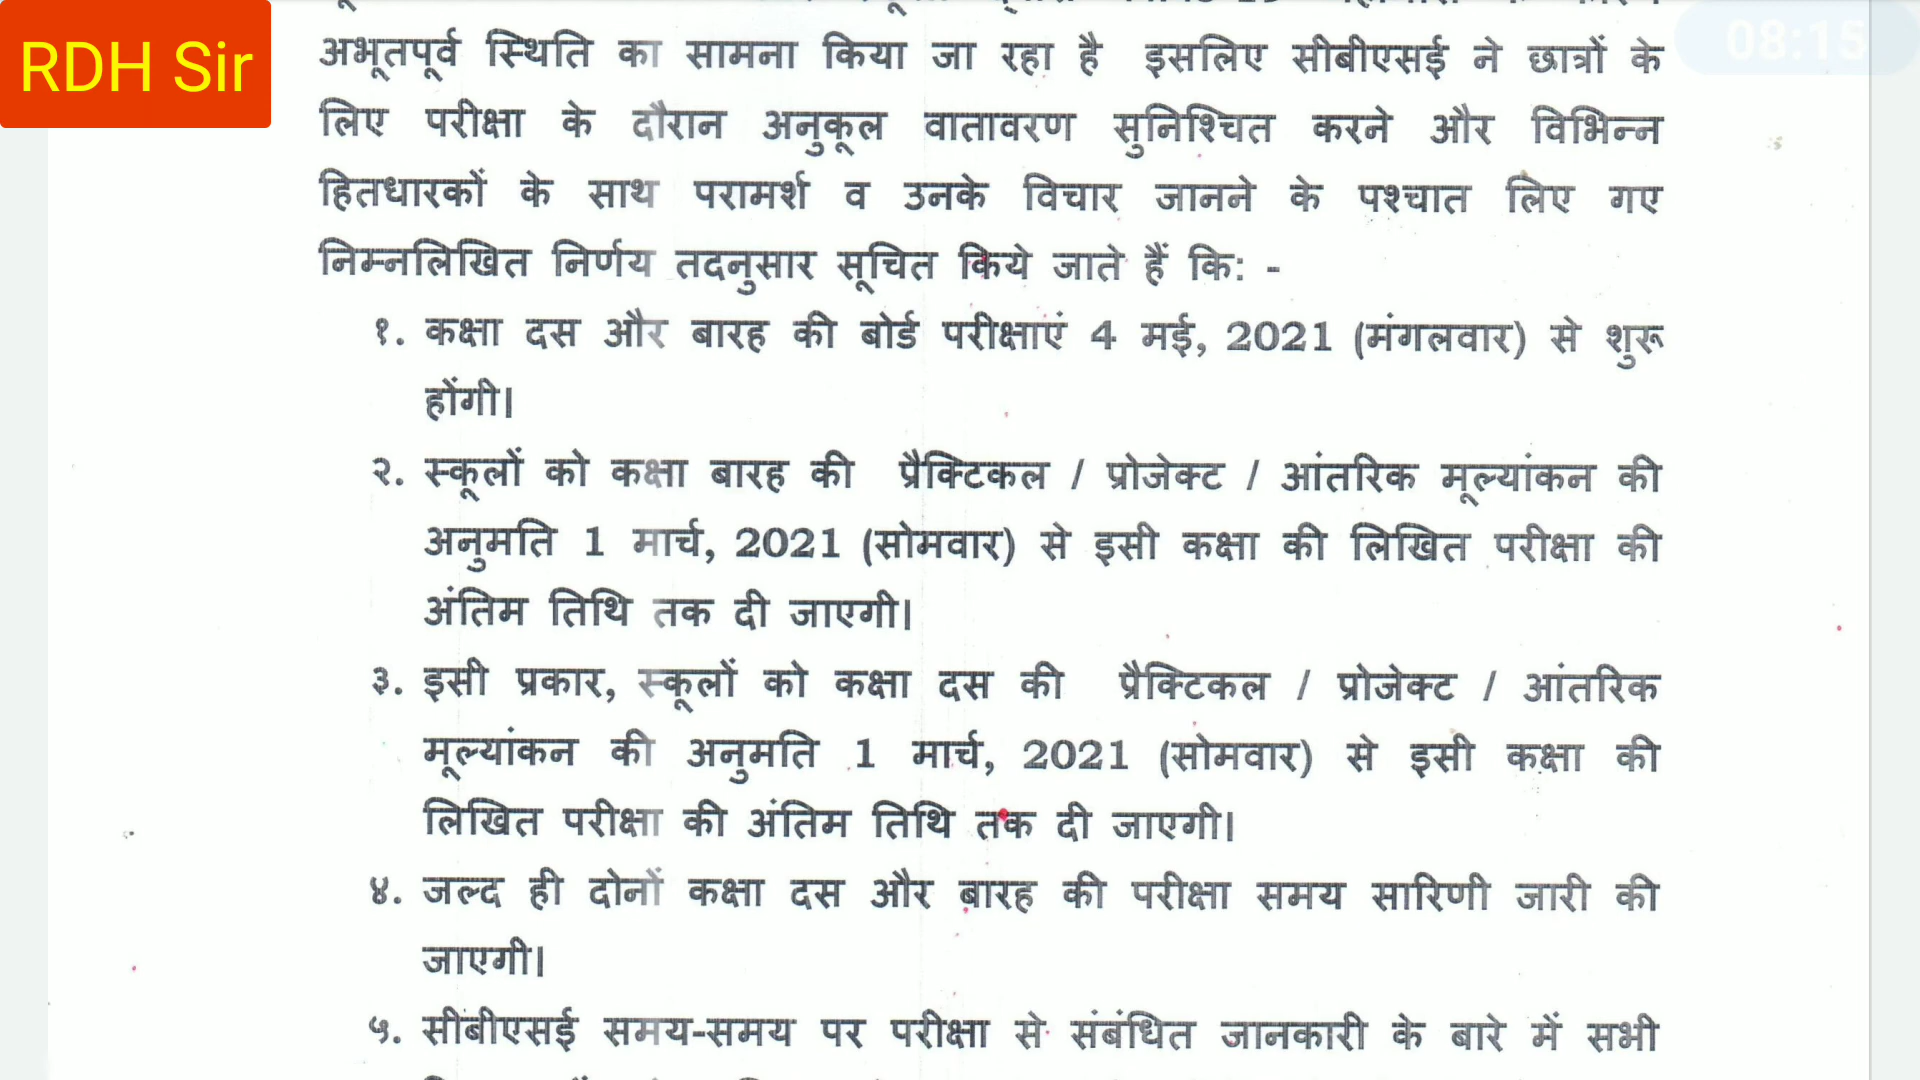 RDH Sir
08:15
अभूतपूर्व स्थिति का सामना किया जा रहा है इसलिए सीबीएसई ने छात्रों के
लिए परीक्षा के दौरान अनुकूल वातावरण सुनिश्चित करने और विभिन्न
हितधारकों के साथ परामर्श व उनके विचार जानने के पश्चात लिए गए
निम्नलिखित निर्णय तदनुसार सूचित किये जाते हैं कि: -
१. कक्षा दस और बारह की बोर्ड परीक्षाएं 4 मई, 2021 (मंगलवार) से शुरू
होंगी।
२. स्कूलों को कक्षा बारह की प्रैक्टिकल / प्रोजेक्ट / आंतरिक मूल्यांकन की
अनुमति 1 मार्च, 2021 (सोमवार) से इसी कक्षा की लिखित परीक्षा की
अंतिम तिथि तक दी जाएगी।
३. इसी प्रकार, स्कूलों को कक्षा दस की प्रैक्टिकल / प्रोजेक्ट / आंतरिक
मूल्यांकन की अनुमति 1 मार्च, 2021 (सोमवार) से इसी कक्षा की
लिखित परीक्षा की अंतिम तिथि तक दी जाएगी।
४. जल्द ही दोनों कक्षा दस और बारह की परीक्षा समय सारिणी जारी की
जाएगी।
५. सीबीएसई समय-समय पर परीक्षा से संबंधित जानकारी के बारे में सभी